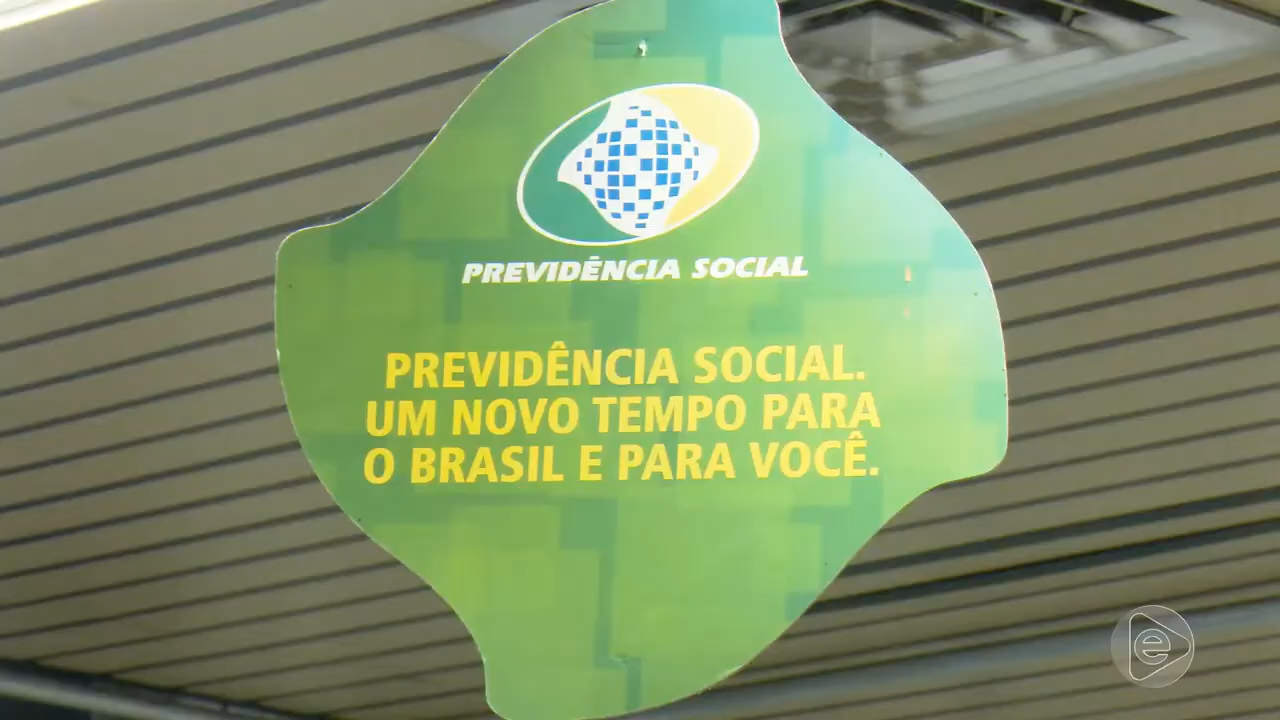 PREVIDÊNCIA SOCIAL
PREVIDÊNCIA SOCIAL.
UM NOVO TEMPO PARA
O BRASIL E PARA VOCÊ.
e